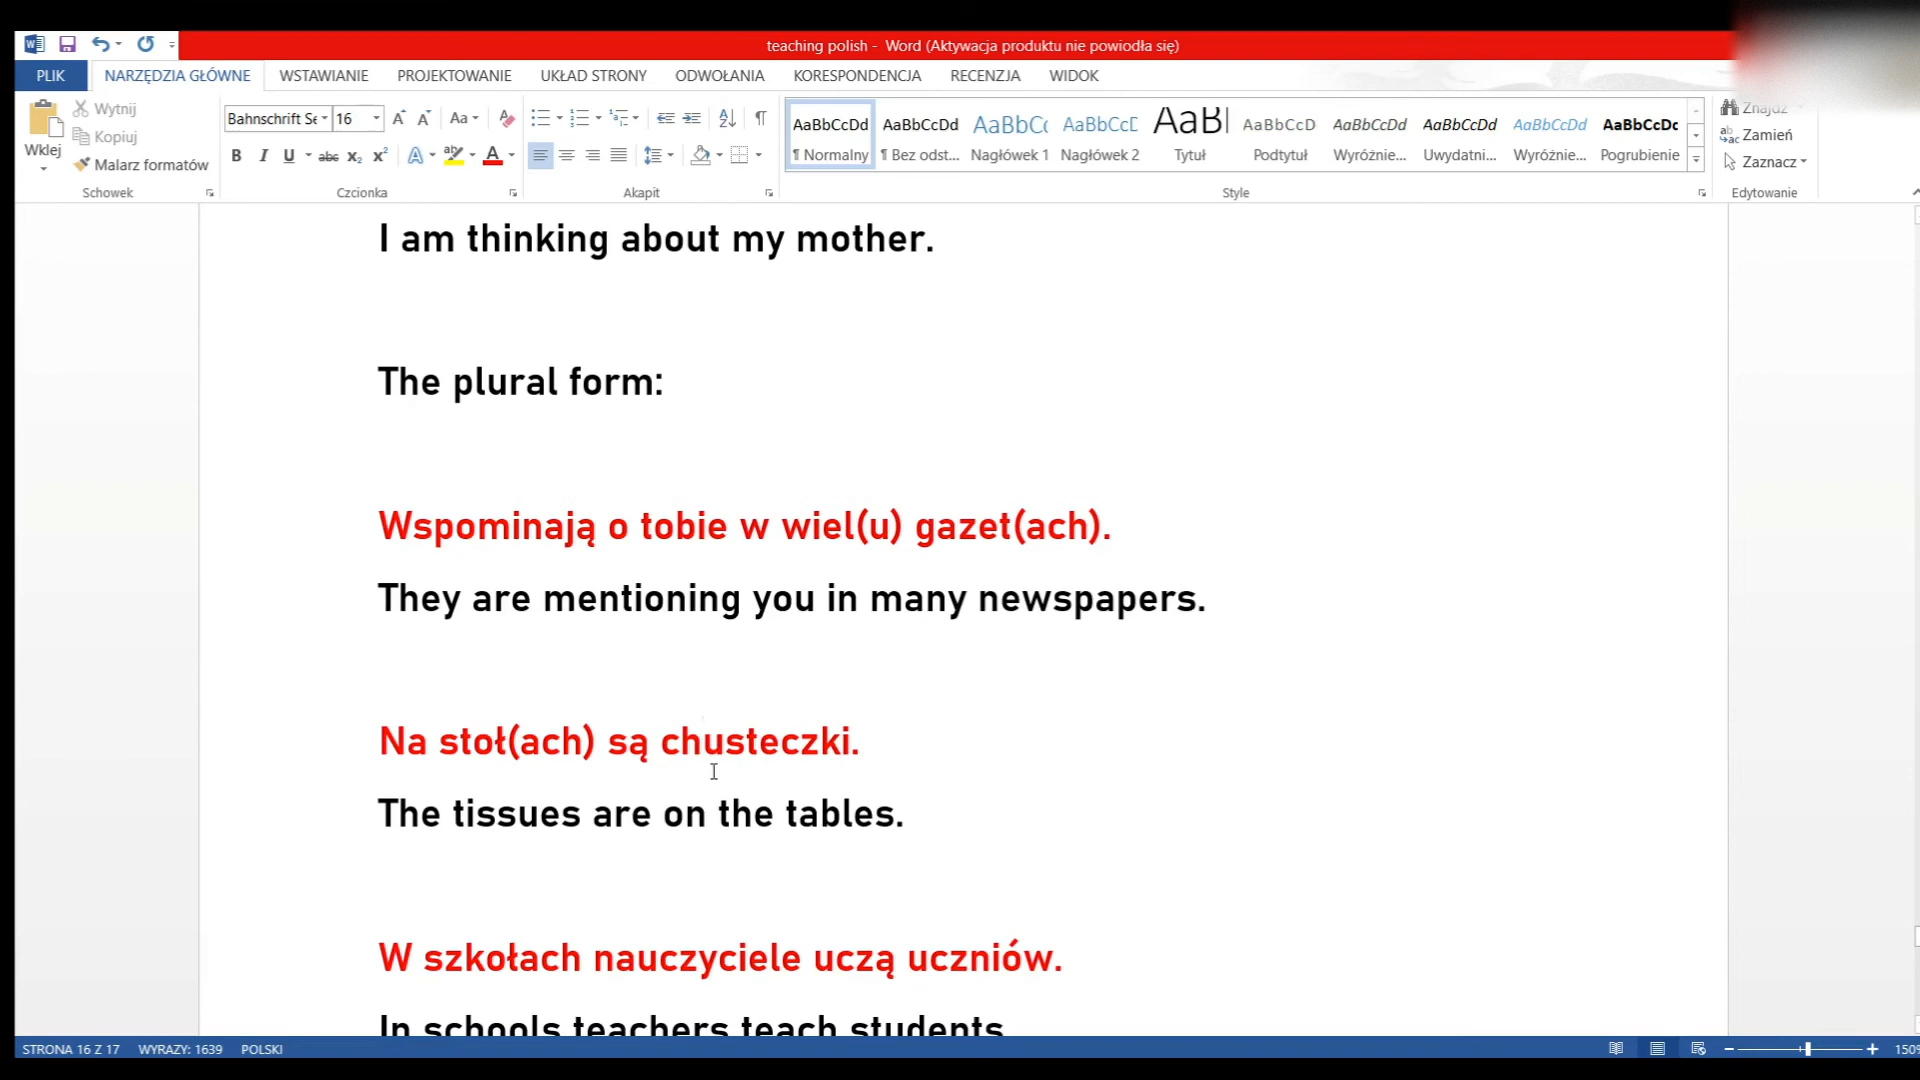 teaching polish - Word (Aktywacja produktu nie powiodła się)
PLIK NARZĘDZIA GŁÓWNE WSTAWIANIE PROJEKTOWANIE UKŁAD STRONY ODWOŁANIA KORESPONDENCJA RECENZJA WIDOK
Wklej
Wytnij
Kopiuj
Malarz formatów
Schowek
Bahnschrift Se 16
Czcionka
Akapit
AaBbCcDd AaBbCcDd AaBbCc AaBbCcD AaB AaBbCcD AaBbCcDd AaBbCcDd AaBbCcDd AaBbCcDc
¶ Normalny ¶ Bez odst... Nagłówek 1 Nagłówek 2 Tytuł Podtytuł Wyróżnie... Uwydatni... Wyróżnie... Pogrubienie
Style
Znajdź
Zamień
Zaznacz
Edytowanie
I am thinking about my mother.
The plural form:
Wspominają o tobie w wiel(u) gazet(ach).
They are mentioning you in many newspapers.
Na stoł(ach) są chusteczki.
The tissues are on the tables.
W szkołach nauczyciele uczą uczniów.
In schools teachers teach students
STRONA 16 Z 17 WYRAZY: 1639 POLSKI
150%